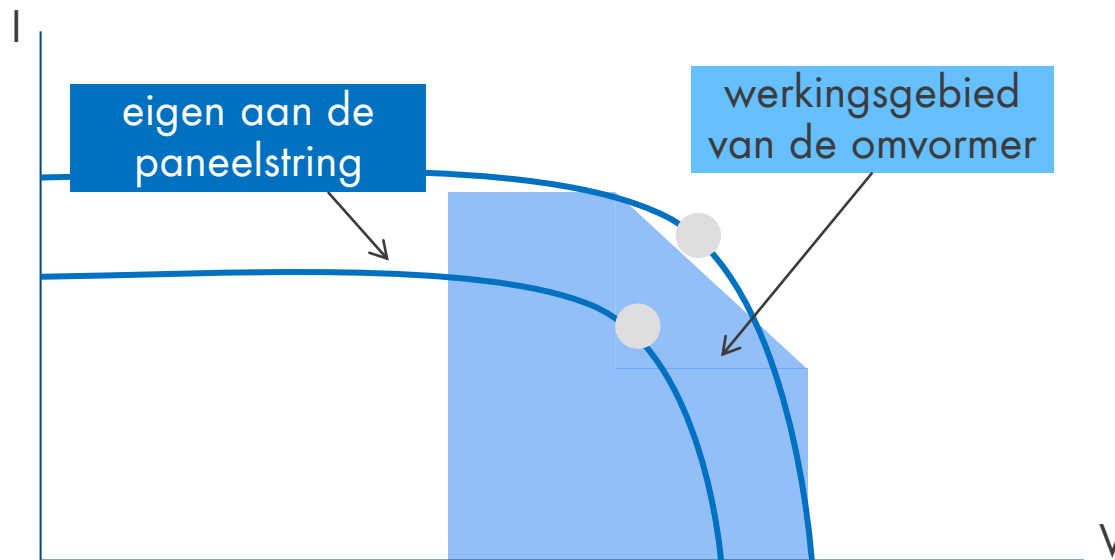 I
eigen aan de
paneelstring
werkingsgebied
van de omvormer
V